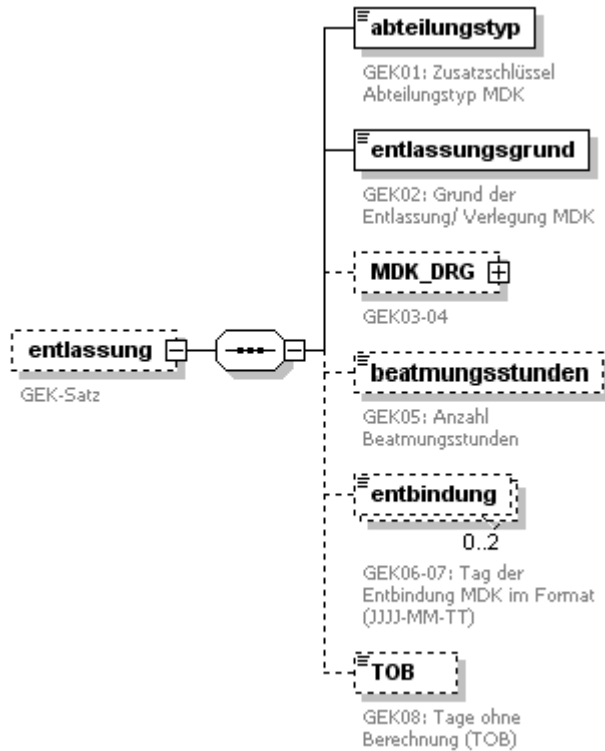 abteilungstyp
GEK01: Zusatzschlüssel
Abteilungstyp MDK
entlassungsgrund
GEK02: Grund der
Entlassung/ Verlegung MDK
MDK_DRG
GEK03-04
entlassung
GEK-Satz
beatmungsstunden
GEK05: Anzahl
Beatmungsstunden
entbindung
0..2
GEK06-07: Tag der
Entbindung MDK im Format
(JJJJ-MM-TT)
TOB
GEK08: Tage ohne
Berechnung (TOB)